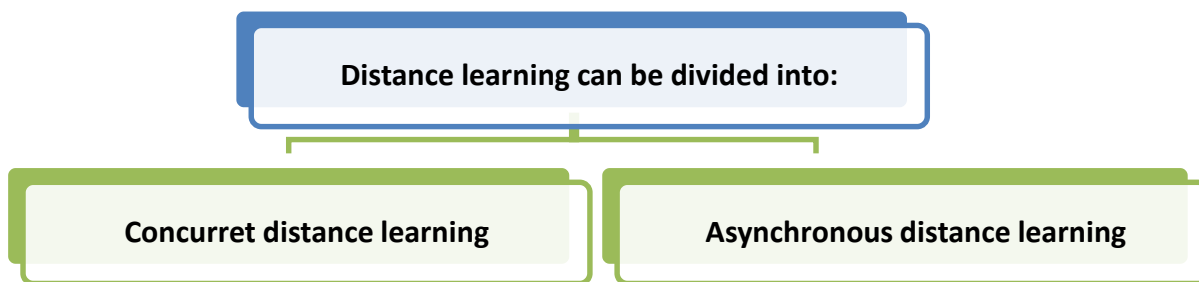 Distance learning can be divided into:
Concurret distance learning
Asynchronous distance learning